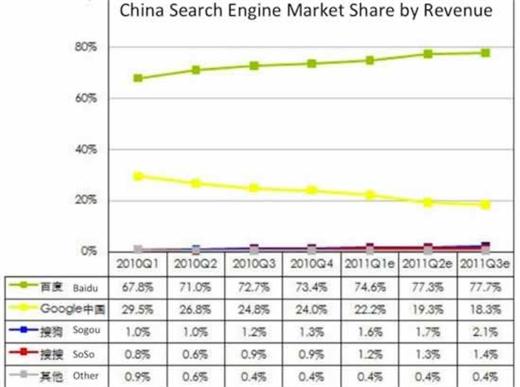 China Search Engine Market Share by Revenue
80%
60%
40%
20%
0%
2010Q1 2010Q2 2010Q3 2010Q4 2011Q1e 2011Q2e 2011Q3e
百度 Baidu 67.8% 71.0% 72.7% 73.4% 74.6% 77.3% 77.7%
Google中国 29.5% 26.8% 24.8% 24.0% 22.2% 19.3% 18.3%
搜狗 Sogou 1.0% 1.0% 1.2% 1.3% 1.6% 1.7% 2.1%
搜搜 SoSo 0.8% 0.6% 0.9% 0.9% 1.2% 1.3% 1.4%
其他 Other 0.9% 0.6% 0.4% 0.4% 0.4% 0.4% 0.4%